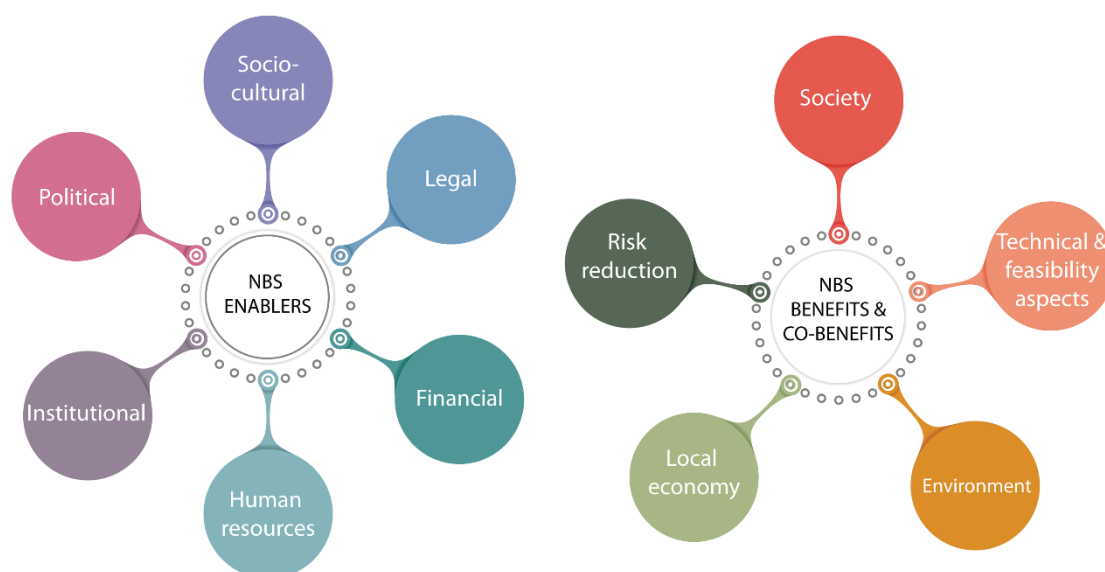 Socio-
cultural
Legal
Financial
Human
resources
Institutional
Political
NBS
ENABLERS
Society
Technical &
feasibility
aspects
Environment
Local
economy
Risk
reduction
NBS
BENEFITS &
CO-BENEFITS